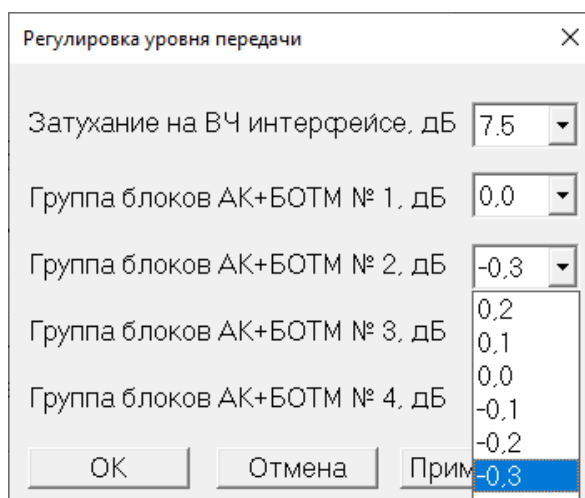 Регулировка уровня передачи
Затухание на ВЧ интерфейсе, дБ 7.5
Группа блоков АК+БОТМ № 1, дБ 0,0
Группа блоков АК+БОТМ № 2, дБ -0,3
0,2
Группа блоков АК+БОТМ № 3, дБ
0,1
0,0
Группа блоков АК+БОТМ № 4, дБ
-0,1
-0,2
ОК Отмена Прим
-0,3